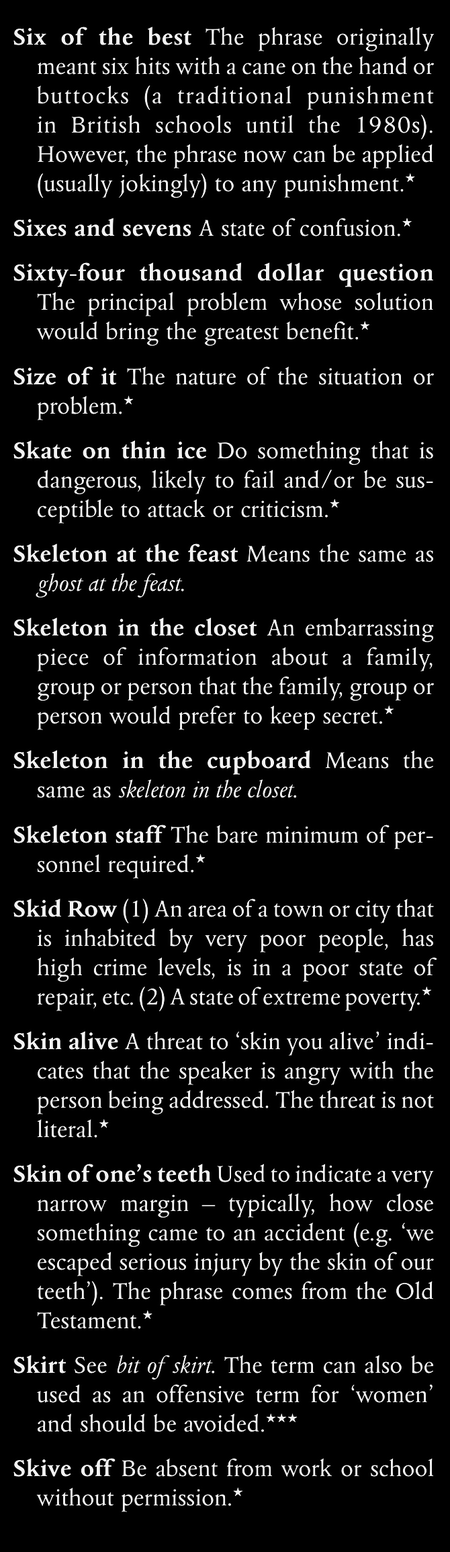 Six of the best The phrase originally
meant six hits with a cane on the hand or
buttocks (a traditional punishment
in British schools until the 1980s).
However, the phrase now can be applied
(usually jokingly) to any punishment.★
Sixes and sevens A state of confusion.★
Sixty-four thousand dollar question
The principal problem whose solution
would bring the greatest benefit.★
Size of it The nature of the situation or
problem.★
Skate on thin ice Do something that is
dangerous, likely to fail and/or be sus-
ceptible to attack or criticism.★
Skeleton at the feast Means the same as
ghost at the feast.
Skeleton in the closet An embarrassing
piece of information about a family,
group or person that the family, group or
person would prefer to keep secret.★
Skeleton in the cupboard Means the
same as skeleton in the closet.
Skeleton staff The bare minimum of per-
sonnel required.★
Skid Row (1) An area of a town or city that
is inhabited by very poor people, has
high crime levels, is in a poor state of
repair, etc. (2) A state of extreme poverty.★
Skin alive A threat to ‘skin you alive’ indi-
cates that the speaker is angry with the
person being addressed. The threat is not
literal.★
Skin of one’s teeth Used to indicate a very
narrow margin – typically, how close
something came to an accident (e.g. ‘we
escaped serious injury by the skin of our
teeth’). The phrase comes from the Old
Testament.★
Skirt See bit of skirt. The term can also be
used as an offensive term for ‘women’
and should be avoided.★★★
Skive off Be absent from work or school
without permission.★